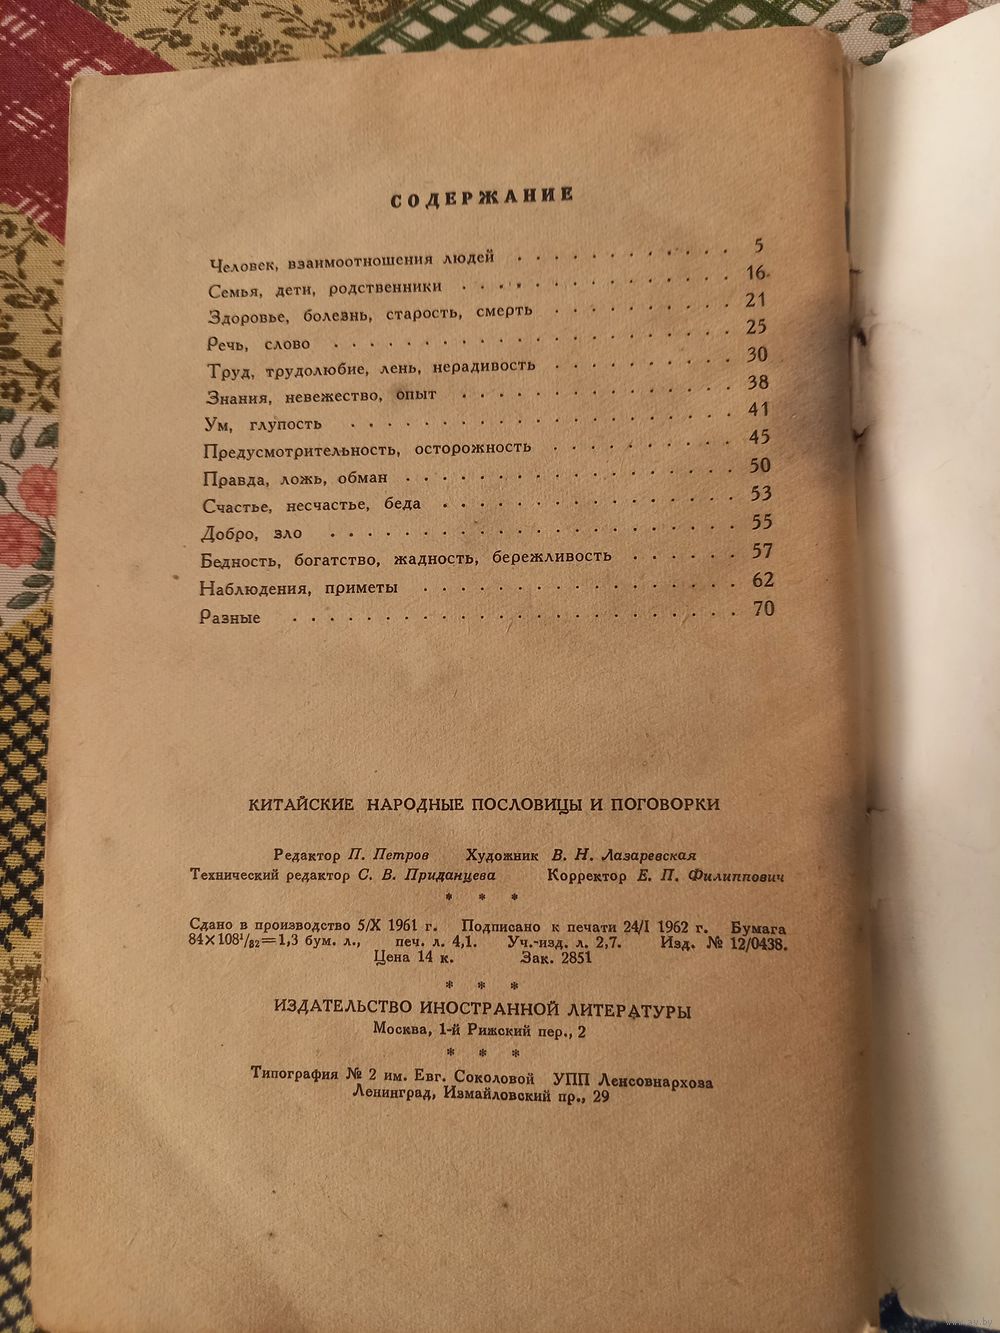 СОДЕРЖАНИЕ
Человек, взаимоотношения людей . . . . . . . . . . 5
Семья, дети, родственники . . . . . . . . . . . . 16
Здоровье, болезнь, старость, смерть . . . . . . . . 21
Речь, слово . . . . . . . . . . . . . . . . . 25
Труд, трудолюбие, лень, нерадивость . . . . . . . . 30
Знания, невежество, опыт . . . . . . . . . . . . 38
Ум, глупость . . . . . . . . . . . . . . . . 41
Предусмотрительность, осторожность . . . . . . . . 45
Правда, ложь, обман . . . . . . . . . . . . . . 50
Счастье, несчастье, беда . . . . . . . . . . . . 53
Добро, зло . . . . . . . . . . . . . . . . . 55
Бедность, богатство, жадность, бережливость . . . . . . 57
Наблюдения, приметы . . . . . . . . . . . . . 62
Разные . . . . . . . . . . . . . . . . . . 70
КИТАЙСКИЕ НАРОДНЫЕ ПОСЛОВИЦЫ И ПОГОВОРКИ
Редактор П. Петров Художник В. Н. Лазаревская
Технический редактор С. В. Приданцева Корректор Е. П. Филиппович
* * *
Сдано в производство 5/X 1961 г. Подписано к печати 24/I 1962 г. Бумага
84×108¹/₃₂=1,3 бум. л., печ. л. 4,1. Уч.-изд. л. 2,7. Изд. № 12/0438.
Цена 14 к. Зак. 2851
* * *
ИЗДАТЕЛЬСТВО ИНОСТРАННОЙ ЛИТЕРАТУРЫ
Москва, 1-й Рижский пер., 2
* * *
Типография № 2 им. Евг. Соколовой УПП Ленсовнархоза
Ленинград, Измайловский пр., 29
www.ay.by